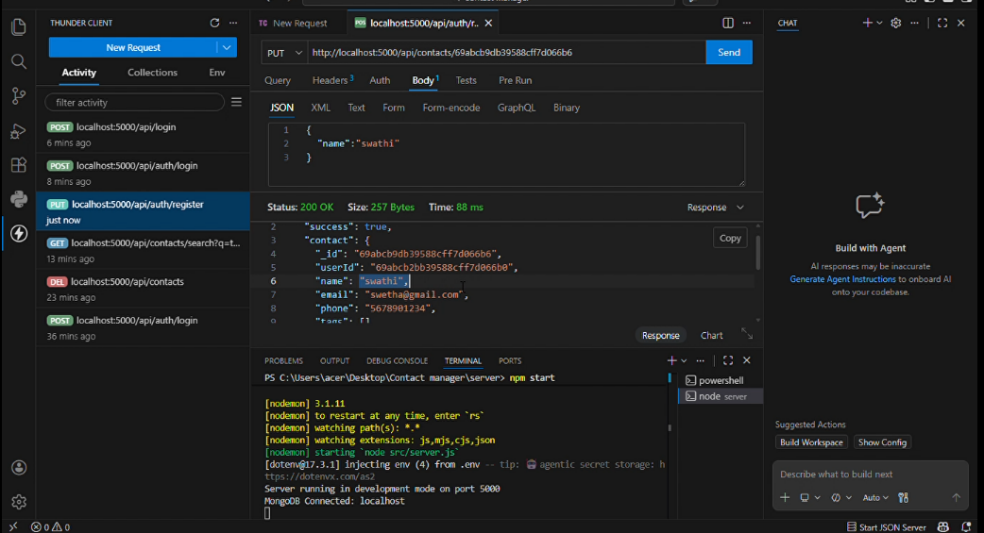 THUNDER CLIENT
New Request
localhost:5000/api/auth/r..
New Request
Activity
Collections
Env
filter activity
POST localhost:5000/api/login
6 mins ago
POST localhost:5000/api/auth/login
8 mins ago
PUT localhost:5000/api/auth/register
just now
GET localhost:5000/api/contacts/search?q=t...
13 mins ago
DEL localhost:5000/api/contacts
23 mins ago
POST localhost:5000/api/auth/login
36 mins ago
PUT
http://localhost:5000/api/contacts/69abcb9db39588cff7d066b6
Send
Query Headers 3 Auth Body 1 Tests Pre Run
JSON XML Text Form Form-encode GraphQL Binary
1 {
2 "name":"swathi"
3 }
Status: 200 OK Size: 257 Bytes Time: 88 ms
Response
2 "success": true,
3 "contact": {
4 "_id": "69abcb9db39588cff7d066b6",
5 "userId": "69abcb2bb39588cff7d066b0",
6 "name": "swathi",
7 "email": "swetha@gmail.com",
8 "phone": "5678901234",
9 "tags": []
Copy
Response Chart
PROBLEMS OUTPUT DEBUG CONSOLE TERMINAL PORTS
PS C:\Users\acer\Desktop\Contact manager\server> npm start
[nodemon] 3.1.11
[nodemon] to restart at any time, enter `rs`
[nodemon] watching path(s): *.*
[nodemon] watching extensions: js,mjs,cjs,json
[nodemon] starting `node src/server.js`
[dotenv@17.3.1] injecting env (4) from .env -- tip: agentic secret storage: h
ttps://dotenvx.com/as2
Server running in development mode on port 5000
MongoDB Connected: localhost
powershell
node server
CHAT
Build with Agent
AI responses may be inaccurate
Generate Agent Instructions to onboard AI
onto your codebase.
Suggested Actions
Build Workspace
Show Config
Describe what to build next
Auto
0 0
Start JSON Server